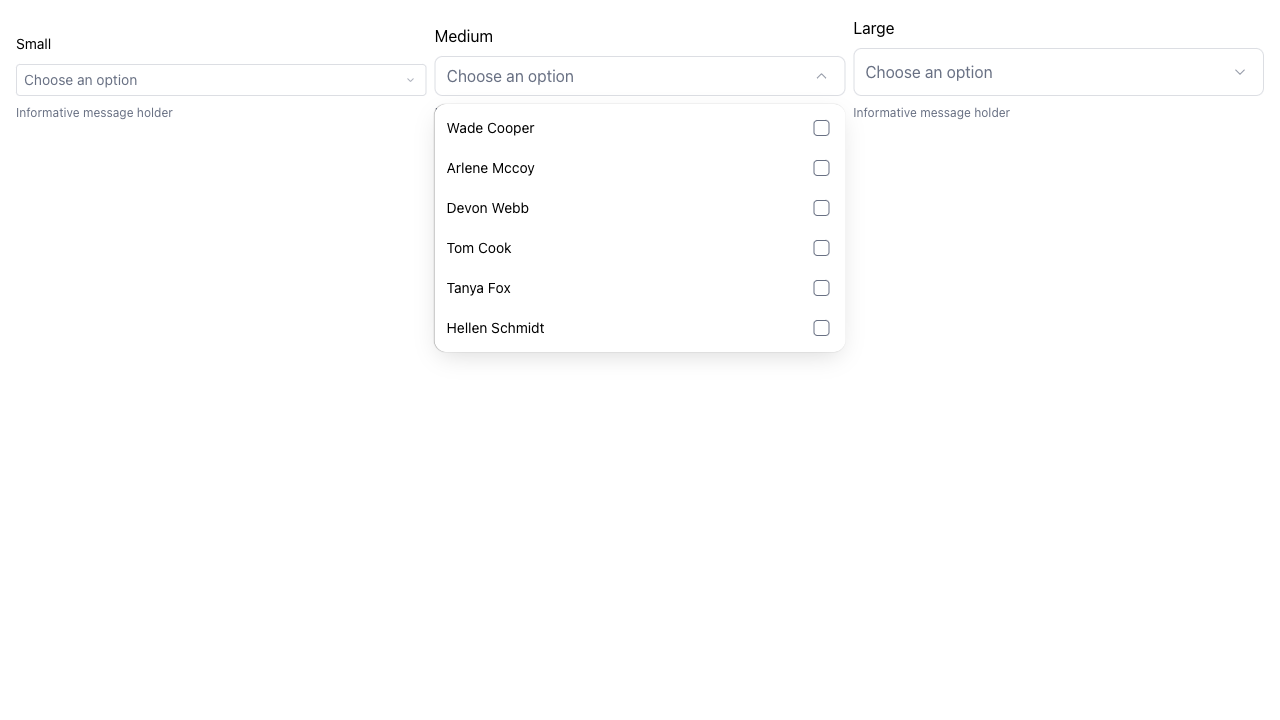 Small
Choose an option
Informative message holder
Medium
Choose an option
Wade Cooper
Arlene Mccoy
Devon Webb
Tom Cook
Tanya Fox
Hellen Schmidt
Large
Choose an option
Informative message holder